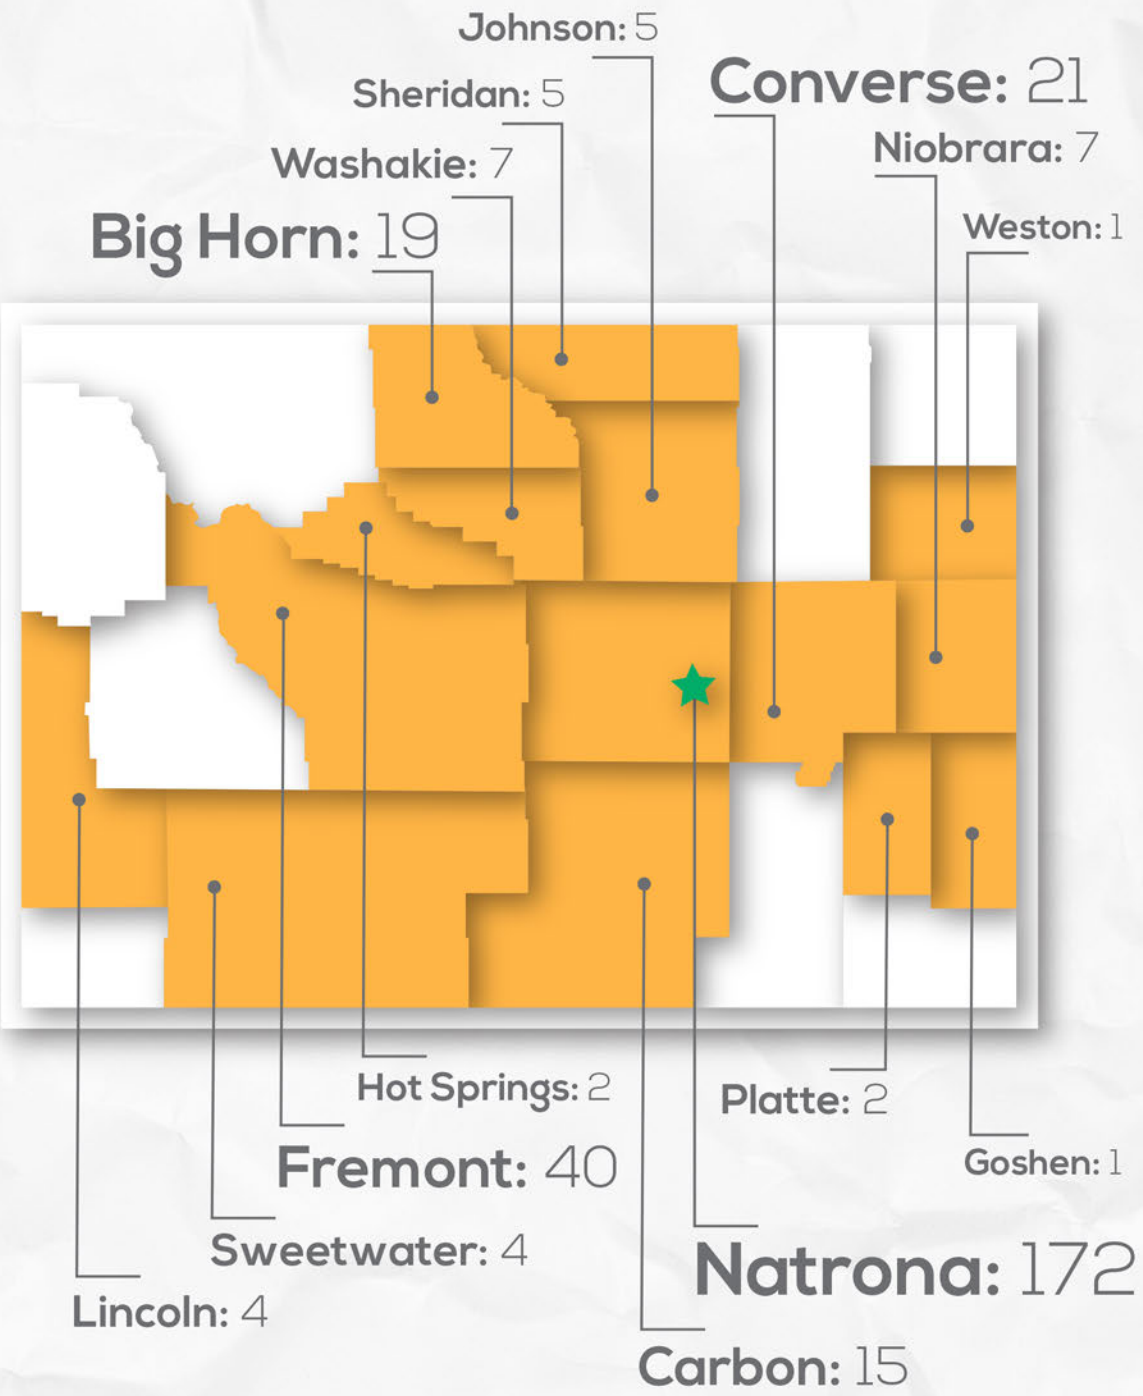 Johnson: 5
Converse: 21
Sheridan: 5
Niobrara: 7
Washakie: 7
Weston: 1
Big Horn: 19
Hot Springs: 2
Platte: 2
Fremont: 40
Goshen: 1
Sweetwater: 4
Natrona: 172
Lincoln: 4
Carbon: 15